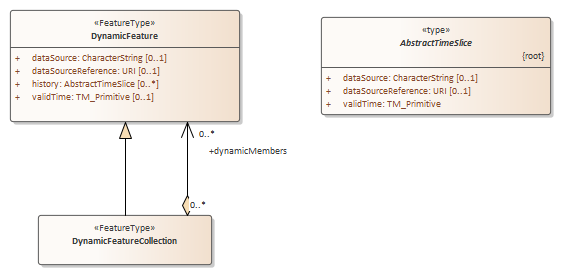 «FeatureType»
DynamicFeature
+ dataSource: CharacterString [0..1]
+ dataSourceReference: URI [0..1]
+ history: AbstractTimeSlice [0..*]
+ validTime: TM_Primitive [0..1]
«type»
AbstractTimeSlice
{root}
+ dataSource: CharacterString [0..1]
+ dataSourceReference: URI [0..1]
+ validTime: TM_Primitive
0..*
+dynamicMembers
0..*
«FeatureType»
DynamicFeatureCollection